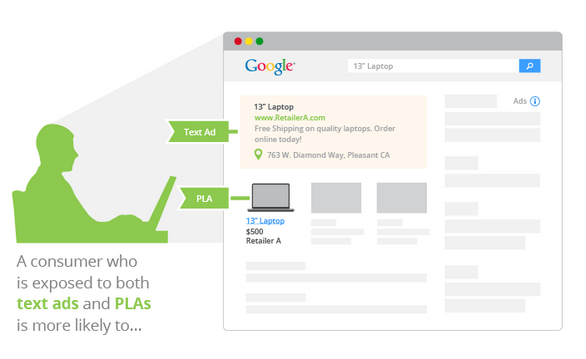 Google
13” Laptop
13” Laptop
www.RetailerA.com
Free Shipping on quality laptops. Order
online today!
763 W. Diamond Way, Pleasant CA
Ads i
Text Ad
PLA
13” Laptop
$500
Retailer A
A consumer who
is exposed to both
text ads and PLAs
is more likely to...